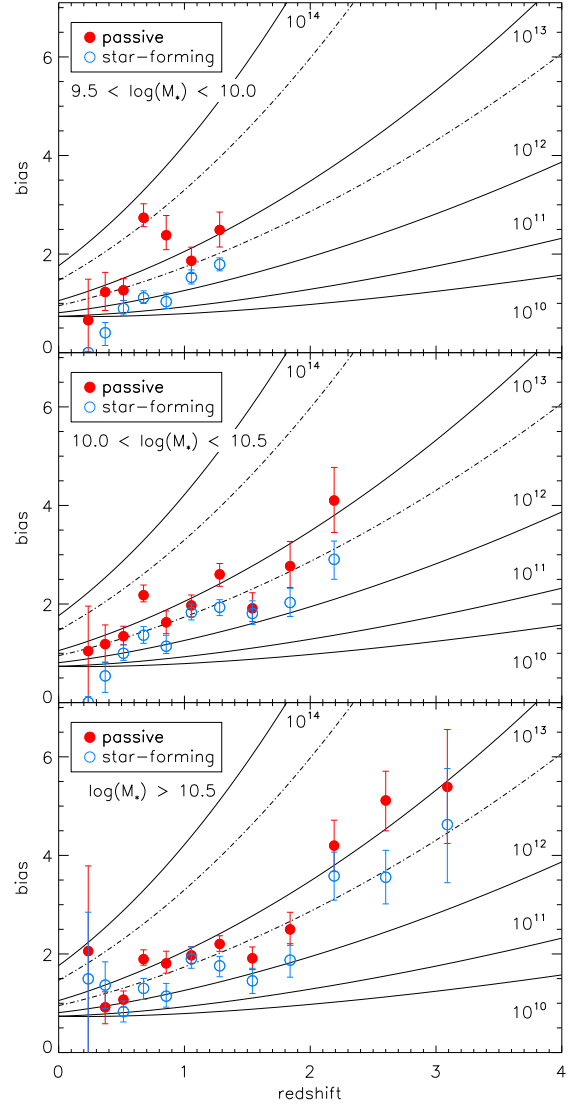 10^14
10^13
10^12
10^11
10^10
passive
star–forming
9.5 < log(M_*) < 10.0
bias
6
4
2
0
10^14
10^13
10^12
10^11
10^10
passive
star–forming
10.0 < log(M_*) < 10.5
bias
6
4
2
0
10^14
10^13
10^12
10^11
10^10
passive
star–forming
log(M_*) > 10.5
bias
6
4
2
0
0 1 2 3 4
redshift